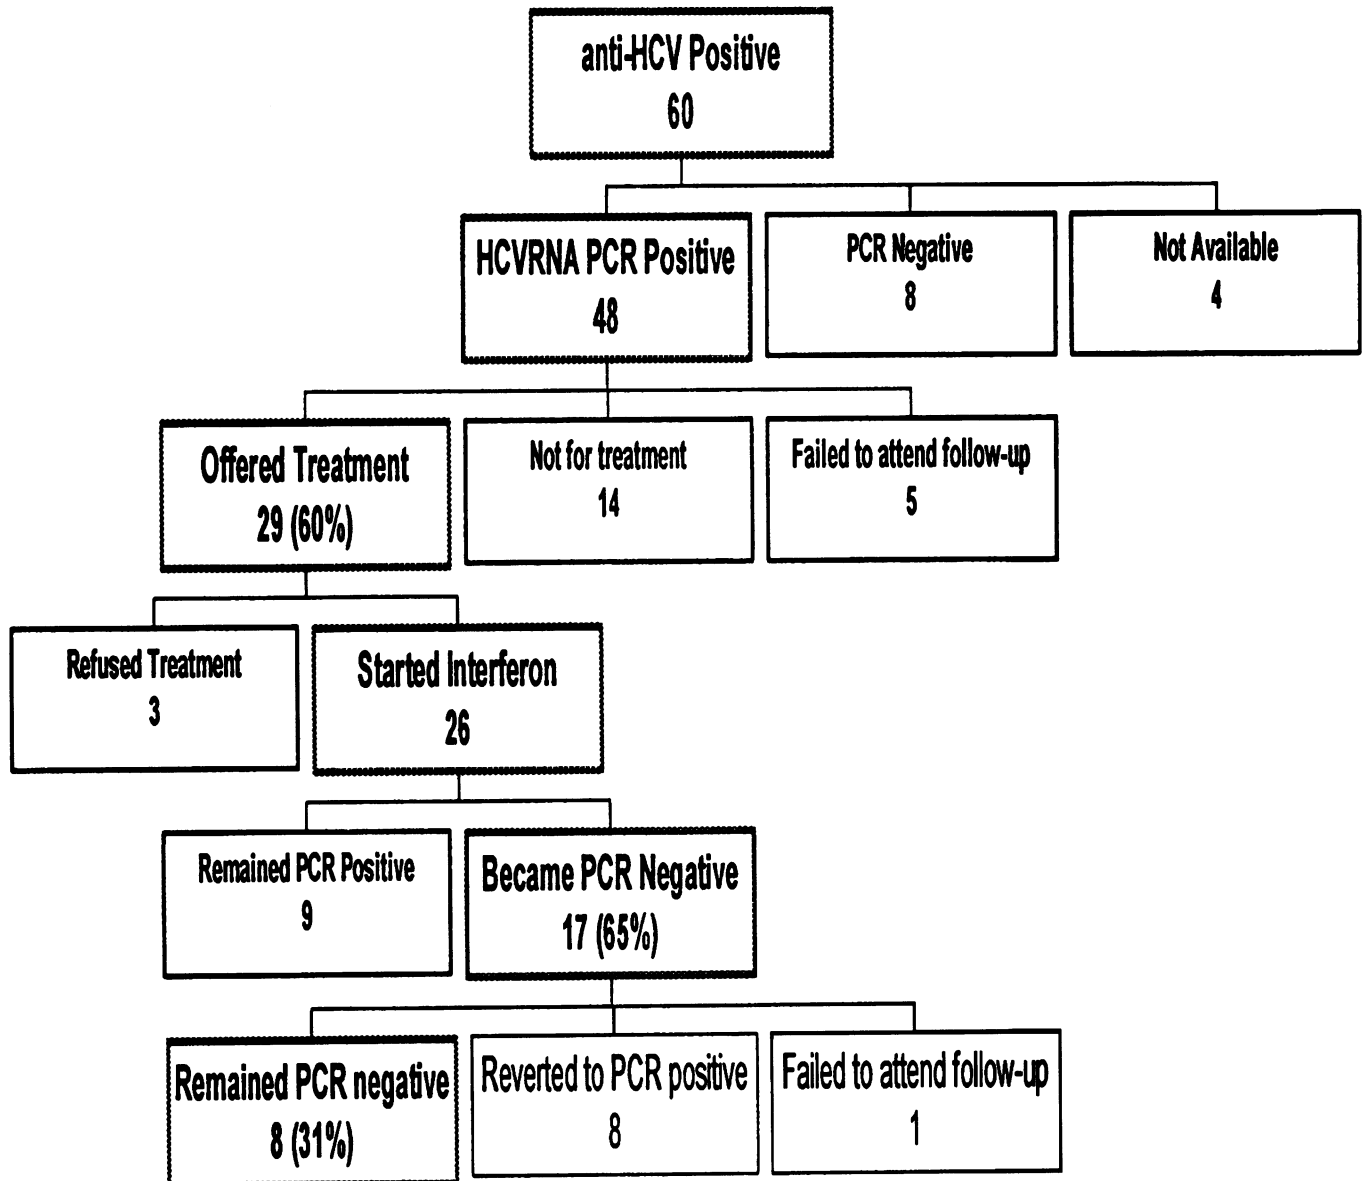 anti-HCV Positive
60
HCVRNA PCR Positive
48
PCR Negative
8
Not Available
4
Offered Treatment
29 (60%)
Not for treatment
14
Failed to attend follow-up
5
Refused Treatment
3
Started Interferon
26
Remained PCR Positive
9
Became PCR Negative
17 (65%)
Remained PCR negative
8 (31%)
Reverted to PCR positive
8
Failed to attend follow-up
1